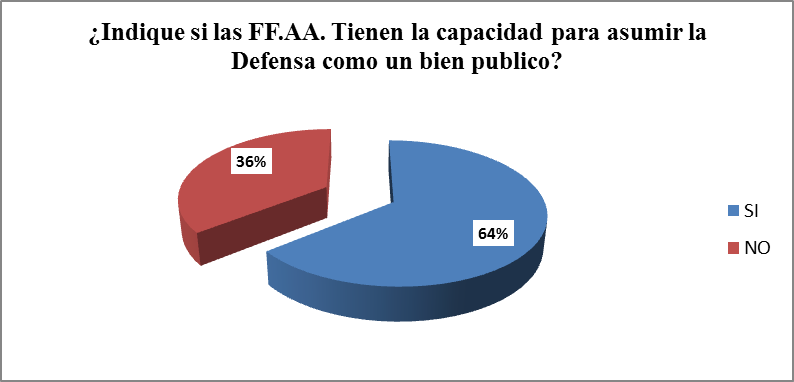 ¿Indique si las FF.AA. Tienen la capacidad para asumir la
Defensa como un bien publico?
36%
64%
SI
NO